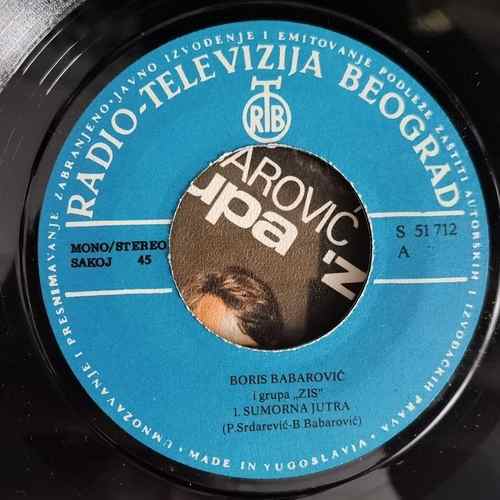 UMNOŽAVANJE I PRESNIMAVANJE ZABRANJENO • JAVNO IZVOĐENJE I EMITOVANJE PODLEŽE ZAŠTITI AUTORSKIH I IZVOĐAČKIH PRAVA • MADE IN YUGOSLAVIA •
RADIO-TELEVIZIJA BEOGRAD
RTB
BAROVIĆ
upa
MONO/STEREO
SAKOJ 45
S 51 712
A
BORIS BABAROVIĆ
i grupa „ZIS"
1. SUMORNA JUTRA
(P.Srdarević-B.Babarović)